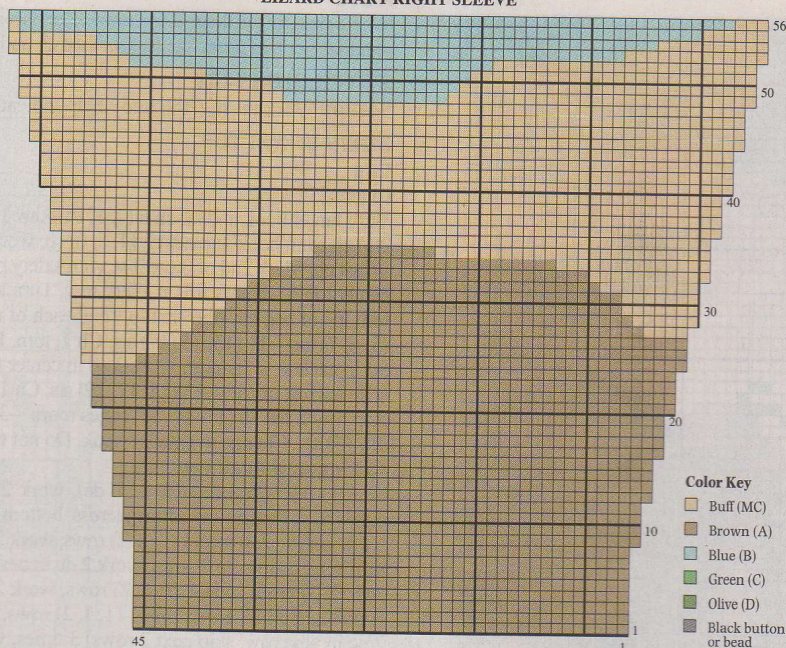 LIZARD CHART RIGHT SLEEVE
56
50
40
30
20
10
1
45
1
Color Key
Buff (MC)
Brown (A)
Blue (B)
Green (C)
Olive (D)
Black button
or bead